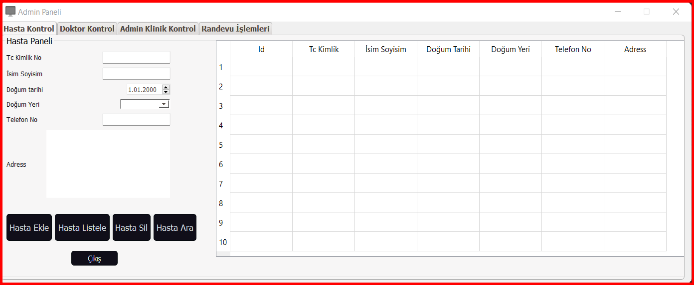 Admin Paneli
Hasta Kontrol Doktor Kontrol Admin Klinik Kontrol Randevu İşlemleri
Hasta Paneli
Id Tc Kimlik İsim Soyisim Doğum Tarihi Doğum Yeri Telefon No Adress
Tc Kimlik No
İsim Soyisim
Doğum tarihi 1.01.2000
Doğum Yeri
Telefon No
Adress
1
2
3
4
5
6
7
8
9
10
Hasta Ekle Hasta Listele Hasta Sil Hasta Ara
Çıkış